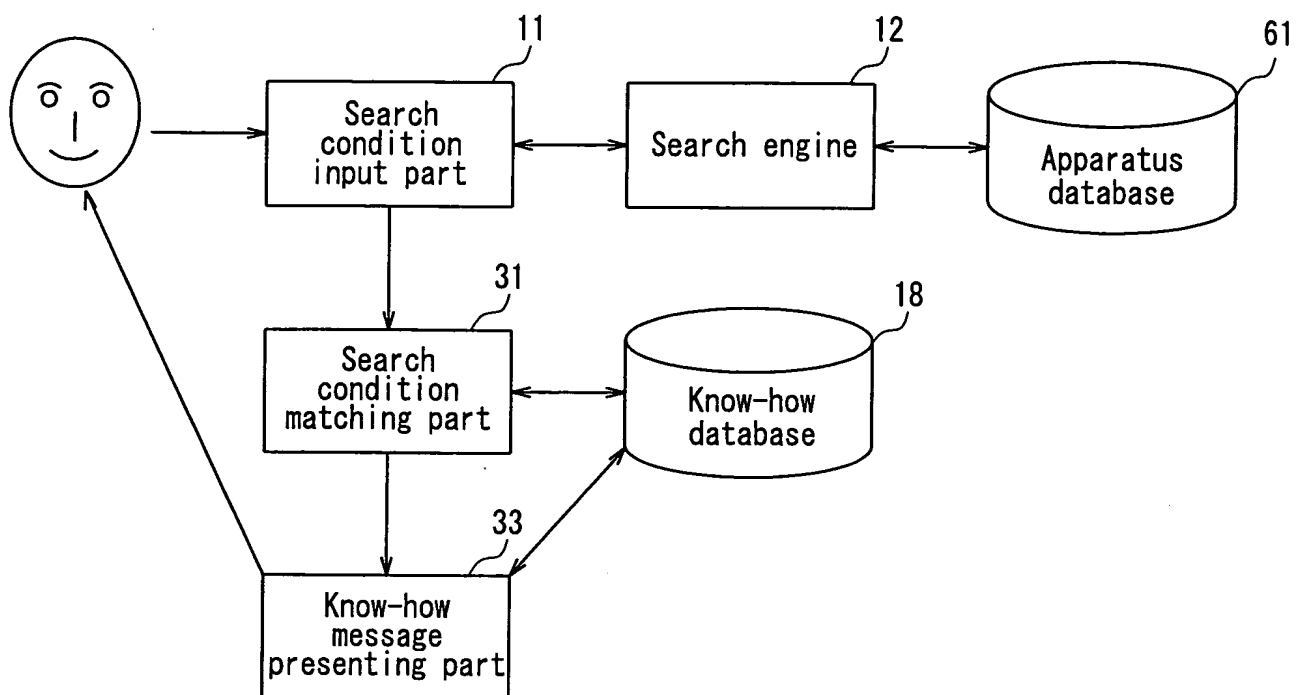 11
12
61
Search
condition
input part
Search engine
Apparatus
database
31
18
Search
condition
matching part
Know-how
database
33
Know-how
message
presenting part